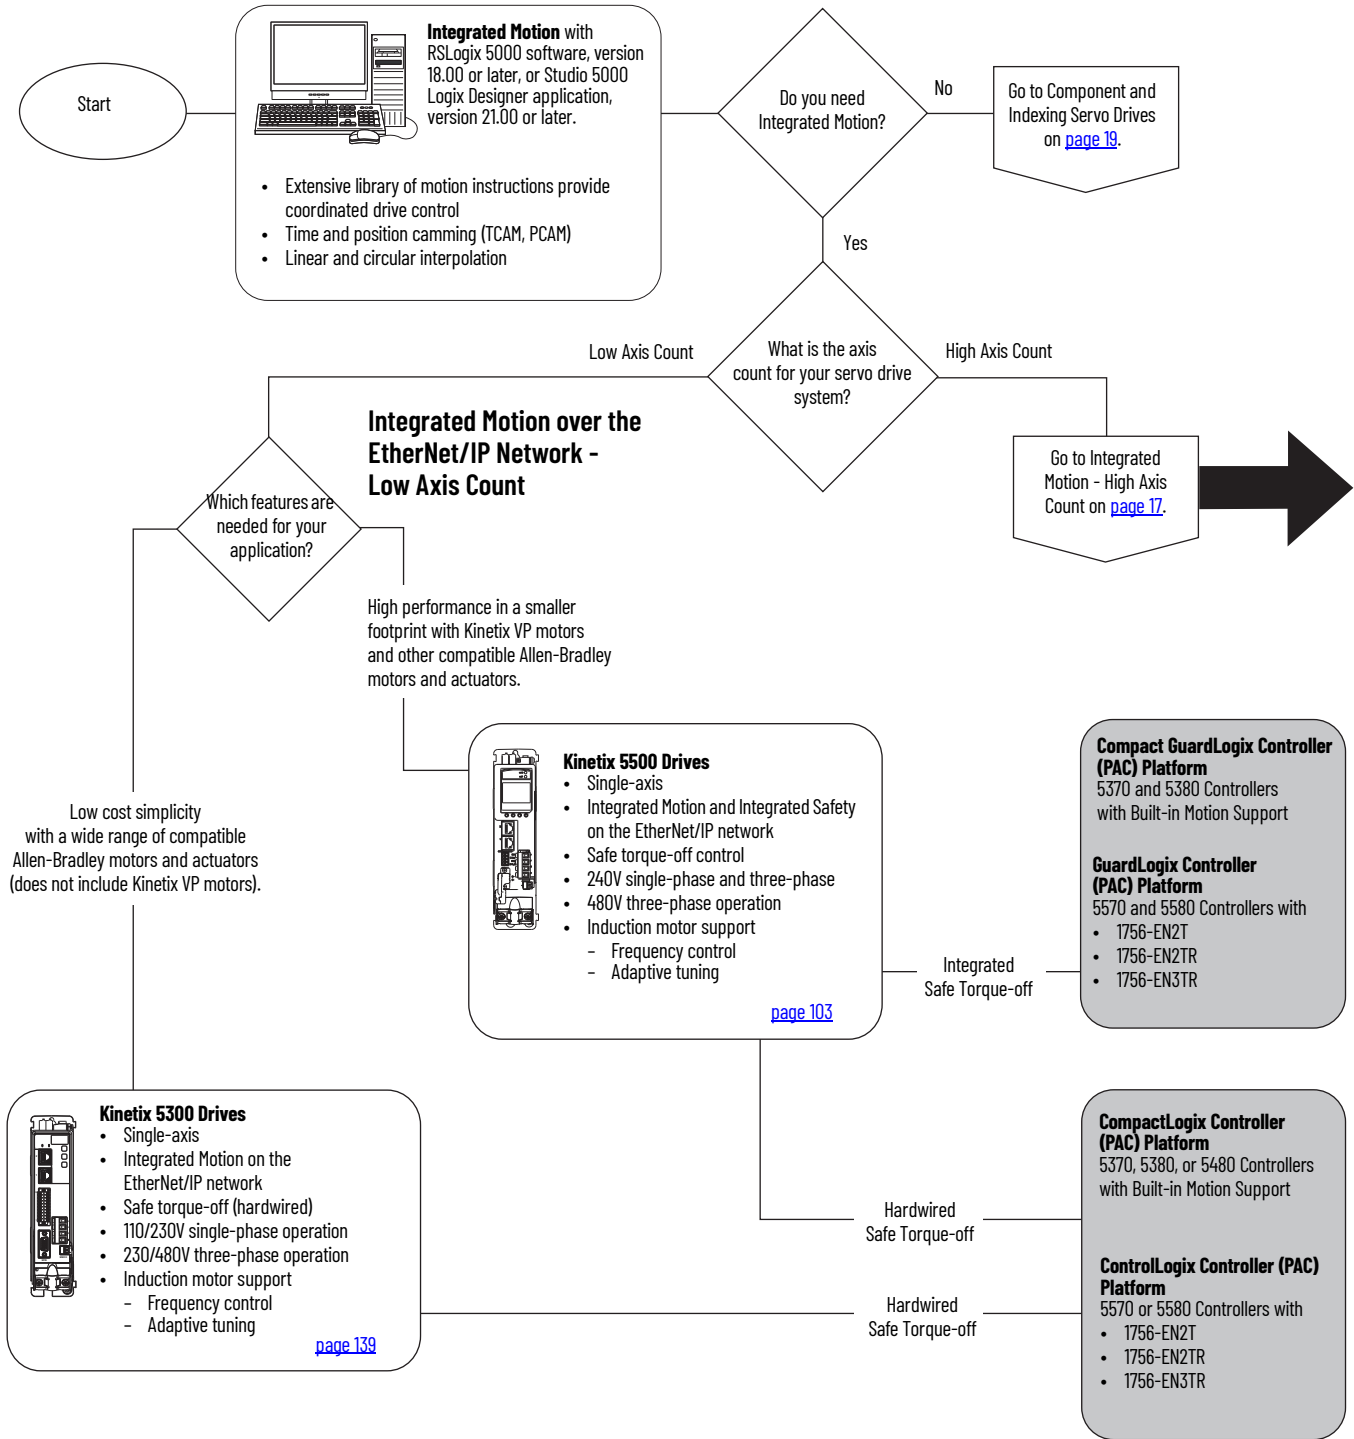 Start
Integrated Motion with
RSLogix 5000 software, version
18.00 or later, or Studio 5000
Logix Designer application,
version 21.00 or later.
• Extensive library of motion instructions provide
coordinated drive control
• Time and position camming (TCAM, PCAM)
• Linear and circular interpolation
Do you need
Integrated Motion?
No
Go to Component and
Indexing Servo Drives
on page 19.
Yes
What is the axis
count for your servo drive
system?
Low Axis Count
High Axis Count
Go to Integrated
Motion - High Axis
Count on page 17.
Integrated Motion over the
EtherNet/IP Network -
Low Axis Count
Which features are
needed for your
application?
High performance in a smaller
footprint with Kinetix VP motors
and other compatible Allen-Bradley
motors and actuators.
Low cost simplicity
with a wide range of compatible
Allen-Bradley motors and actuators
(does not include Kinetix VP motors).
Kinetix 5500 Drives
• Single-axis
• Integrated Motion and Integrated Safety
on the EtherNet/IP network
• Safe torque-off control
• 240V single-phase and three-phase
• 480V three-phase operation
• Induction motor support
– Frequency control
– Adaptive tuning
page 103
Integrated
Safe Torque-off
Compact GuardLogix Controller
(PAC) Platform
5370 and 5380 Controllers
with Built-in Motion Support
GuardLogix Controller
(PAC) Platform
5570 and 5580 Controllers with
• 1756-EN2T
• 1756-EN2TR
• 1756-EN3TR
Kinetix 5300 Drives
• Single-axis
• Integrated Motion on the
EtherNet/IP network
• Safe torque-off (hardwired)
• 110/230V single-phase operation
• 230/480V three-phase operation
• Induction motor support
– Frequency control
– Adaptive tuning
page 139
Hardwired
Safe Torque-off
Hardwired
Safe Torque-off
CompactLogix Controller
(PAC) Platform
5370, 5380, or 5480 Controllers
with Built-in Motion Support
ControlLogix Controller (PAC)
Platform
5570 or 5580 Controllers with
• 1756-EN2T
• 1756-EN2TR
• 1756-EN3TR